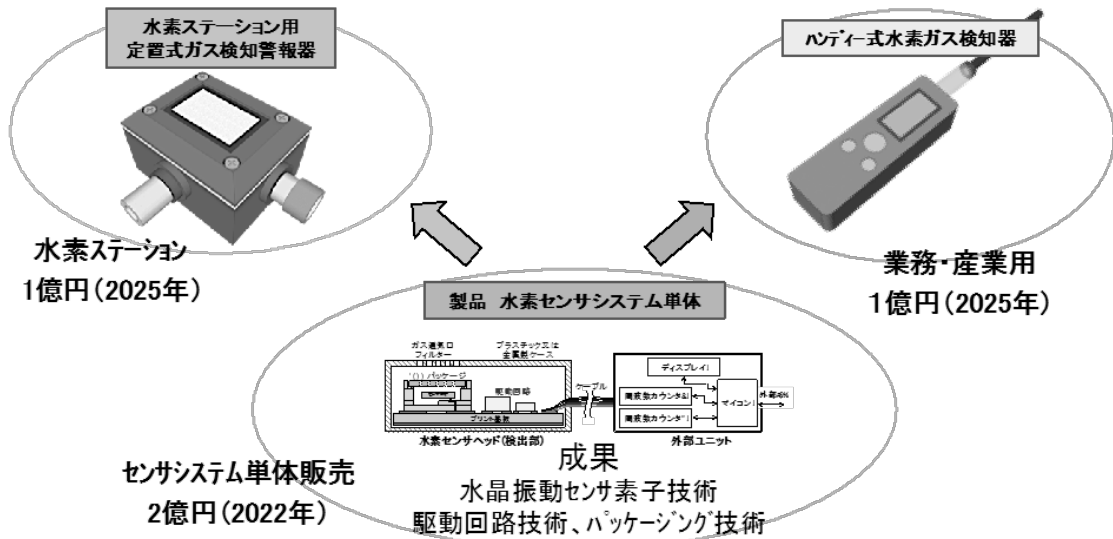 水素ステーション用
定置式ガス検知警報器
ハンディー式水素ガス検知器
水素ステーション
1億円(2025年)
業務・産業用
1億円(2025年)
製品 水素センサシステム単体
ガス通気口
フィルター
プラスチック又は
金属製ケース
パッケージ
駆動回路
プリント基板
水素センサヘッド(検出部)
ケーブル
ディスプレイ
周波数カウンタ
周波数カウンタ
マイコン
外部
外部ユニット
成果
水晶振動センサ素子技術
駆動回路技術、パッケージング技術
センサシステム単体販売
2億円(2022年)